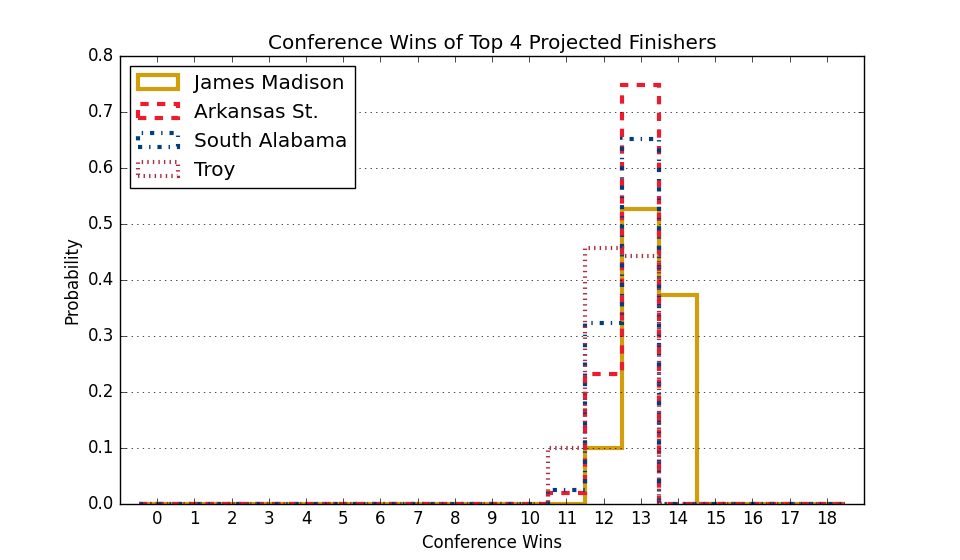 Conference Wins of Top 4 Projected Finishers
James Madison
Arkansas St.
South Alabama
Troy
Probability
0.8
0.7
0.6
0.5
0.4
0.3
0.2
0.1
0.0
0 1 2 3 4 5 6 7 8 9 10 11 12 13 14 15 16 17 18
Conference Wins